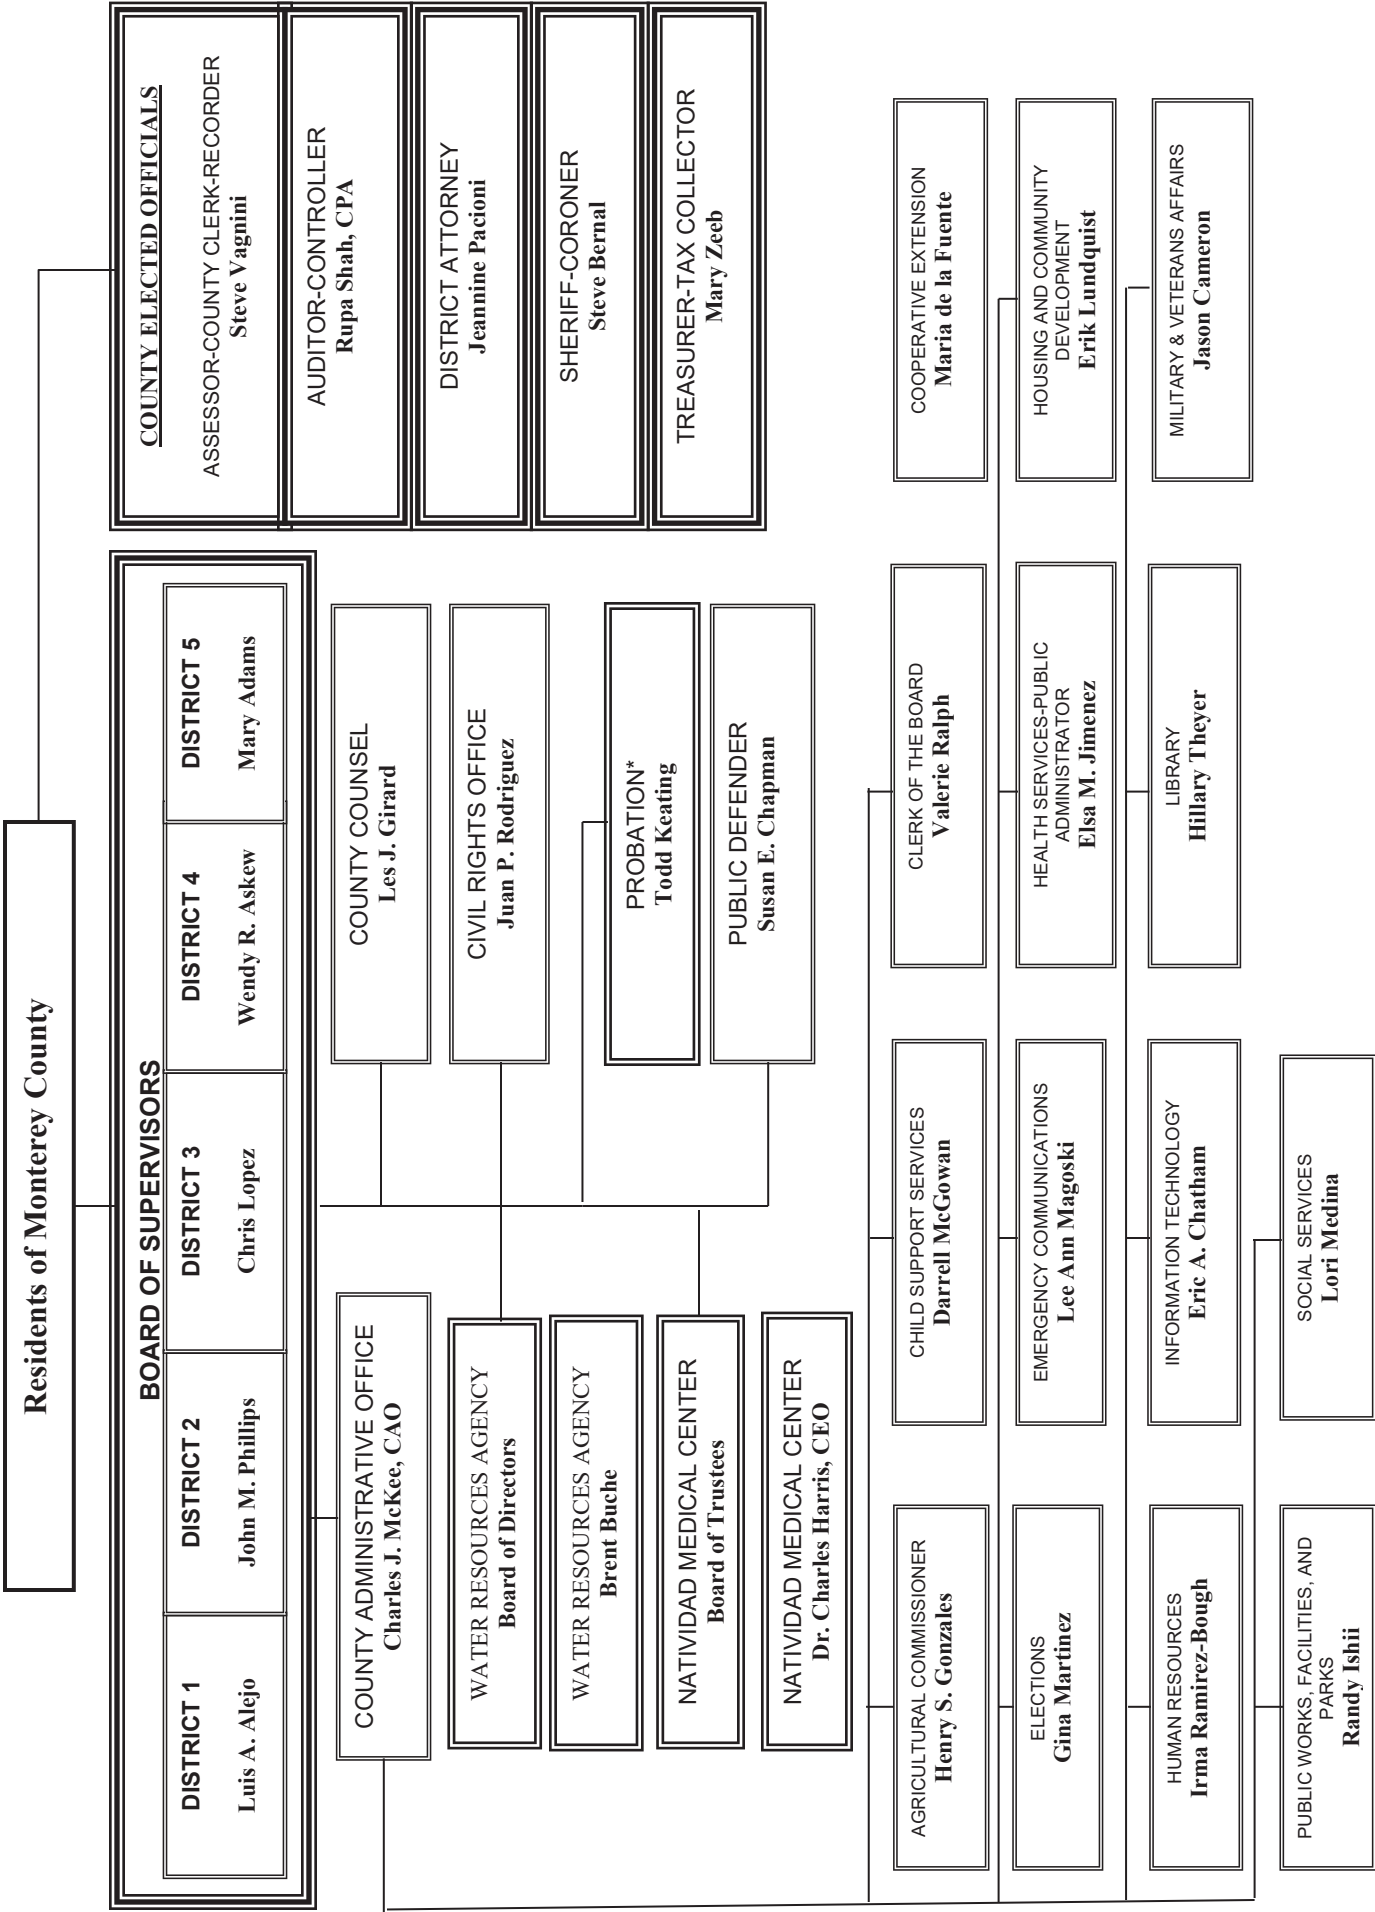 Residents of Monterey County
BOARD OF SUPERVISORS
DISTRICT 1
Luis A. Alejo
DISTRICT 2
John M. Phillips
DISTRICT 3
Chris Lopez
DISTRICT 4
Wendy R. Askew
DISTRICT 5
Mary Adams
COUNTY ELECTED OFFICIALS
ASSESSOR-COUNTY CLERK-RECORDER
Steve Vagnini
AUDITOR-CONTROLLER
Rupa Shah, CPA
DISTRICT ATTORNEY
Jeannine Pacioni
SHERIFF-CORONER
Steve Bernal
TREASURER-TAX COLLECTOR
Mary Zeeb
COUNTY ADMINISTRATIVE OFFICE
Charles J. McKee, CAO
COUNTY COUNSEL
Les J. Girard
WATER RESOURCES AGENCY
Board of Directors
CIVIL RIGHTS OFFICE
Juan P. Rodriguez
WATER RESOURCES AGENCY
Brent Buche
PROBATION*
Todd Keating
NATIVIDAD MEDICAL CENTER
Board of Trustees
PUBLIC DEFENDER
Susan E. Chapman
NATIVIDAD MEDICAL CENTER
Dr. Charles Harris, CEO
AGRICULTURAL COMMISSIONER
Henry S. Gonzales
CHILD SUPPORT SERVICES
Darrell McGowan
CLERK OF THE BOARD
Valerie Ralph
COOPERATIVE EXTENSION
Maria de la Fuente
ELECTIONS
Gina Martinez
EMERGENCY COMMUNICATIONS
Lee Ann Magoski
HEALTH SERVICES-PUBLIC
ADMINISTRATOR
Elsa M. Jimenez
HOUSING AND COMMUNITY
DEVELOPMENT
Erik Lundquist
HUMAN RESOURCES
Irma Ramirez-Bough
INFORMATION TECHNOLOGY
Eric A. Chatham
LIBRARY
Hillary Theyer
MILITARY & VETERANS AFFAIRS
Jason Cameron
PUBLIC WORKS, FACILITIES, AND
PARKS
Randy Ishii
SOCIAL SERVICES
Lori Medina